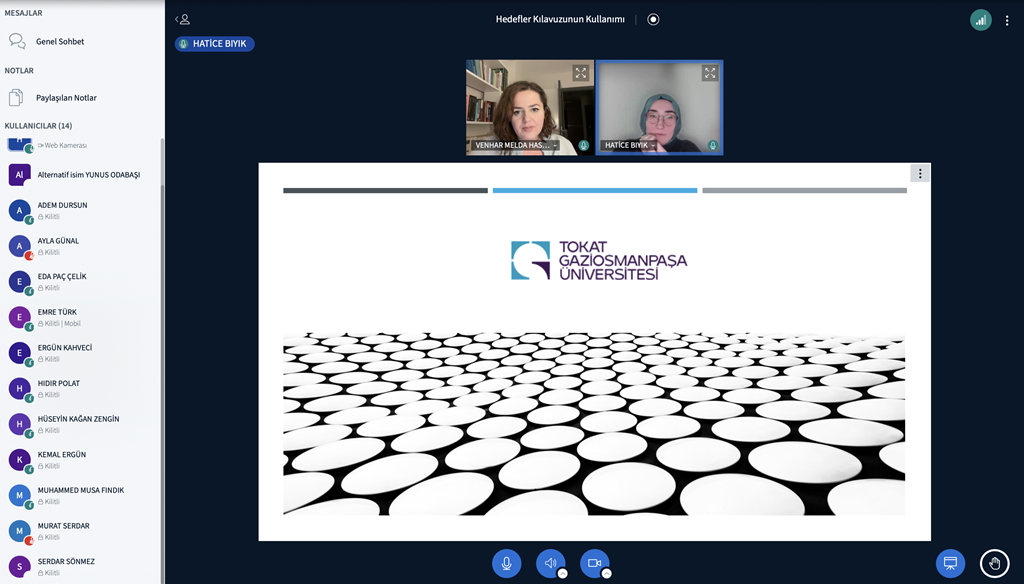 MESAJLAR
Genel Sohbet
NOTLAR
Paylaşılan Notlar
KULLANICILAR (14)
H
Web Kamerası
Al
Alternatif isim YUNUS ODABAŞI
A
ADEM DURSUN
Kilitli
A
AYLA GÜNAL
Kilitli
E
EDA PAÇ ÇELİK
Kilitli
E
EMRE TÜRK
Kilitli | Mobil
E
ERGÜN KAHVECİ
Kilitli
H
HIDIR POLAT
Kilitli
H
HÜSEYİN KAĞAN ZENGİN
Kilitli
K
KEMAL ERGÜN
Kilitli
M
MUHAMMED MUSA FINDIK
Kilitli
M
MURAT SERDAR
Kilitli
S
SERDAR SÖNMEZ
Kilitli
Hedefler Kılavuzunun Kullanımı
HATİCE BIYIK
VENHAR MELDA HAS...
HATİCE BIYIK
TOKAT
GAZİOSMANPAŞA
ÜNİVERSİTESİ